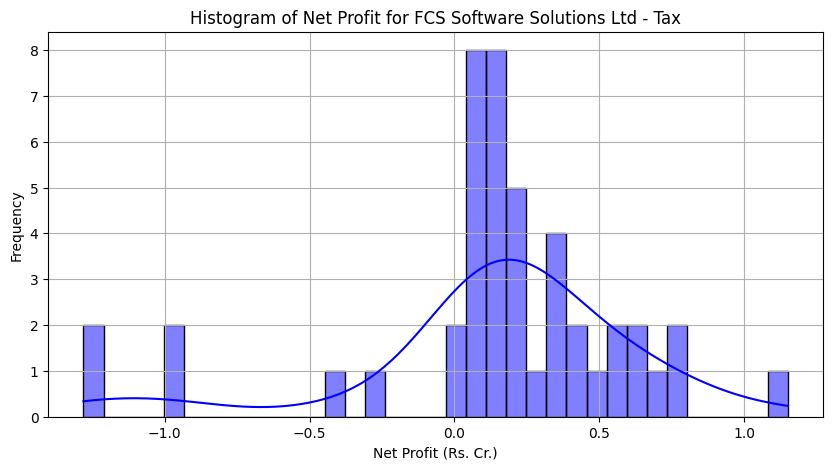 Histogram of Net Profit for FCS Software Solutions Ltd - Tax
8
7
6
5
4
3
2
1
0
Frequency
−1.0 −0.5 0.0 0.5 1.0
Net Profit (Rs. Cr.)